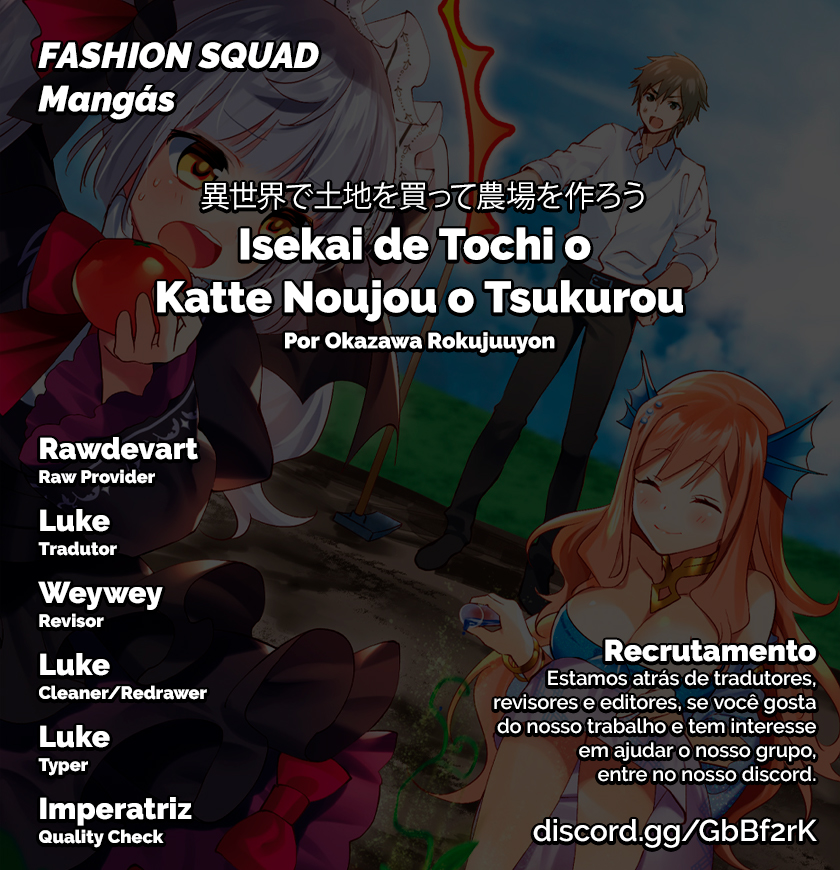 FASHION SQUAD
Mangás
異世界で土地を買って農場を作ろう
Isekai de Tochi o
Katte Noujou o Tsukurou
Por Okazawa Rokujuuyon
Rawdevart
Raw Provider
Luke
Tradutor
Weywey
Revisor
Luke
Cleaner/Redrawer
Luke
Typer
Imperatriz
Quality Check
Recrutamento
Estamos atrás de tradutores,
revisores e editores, se você gosta
do nosso trabalho e tem interesse
em ajudar o nosso grupo,
entre no nosso discord.
discord.gg/GbBf2rK